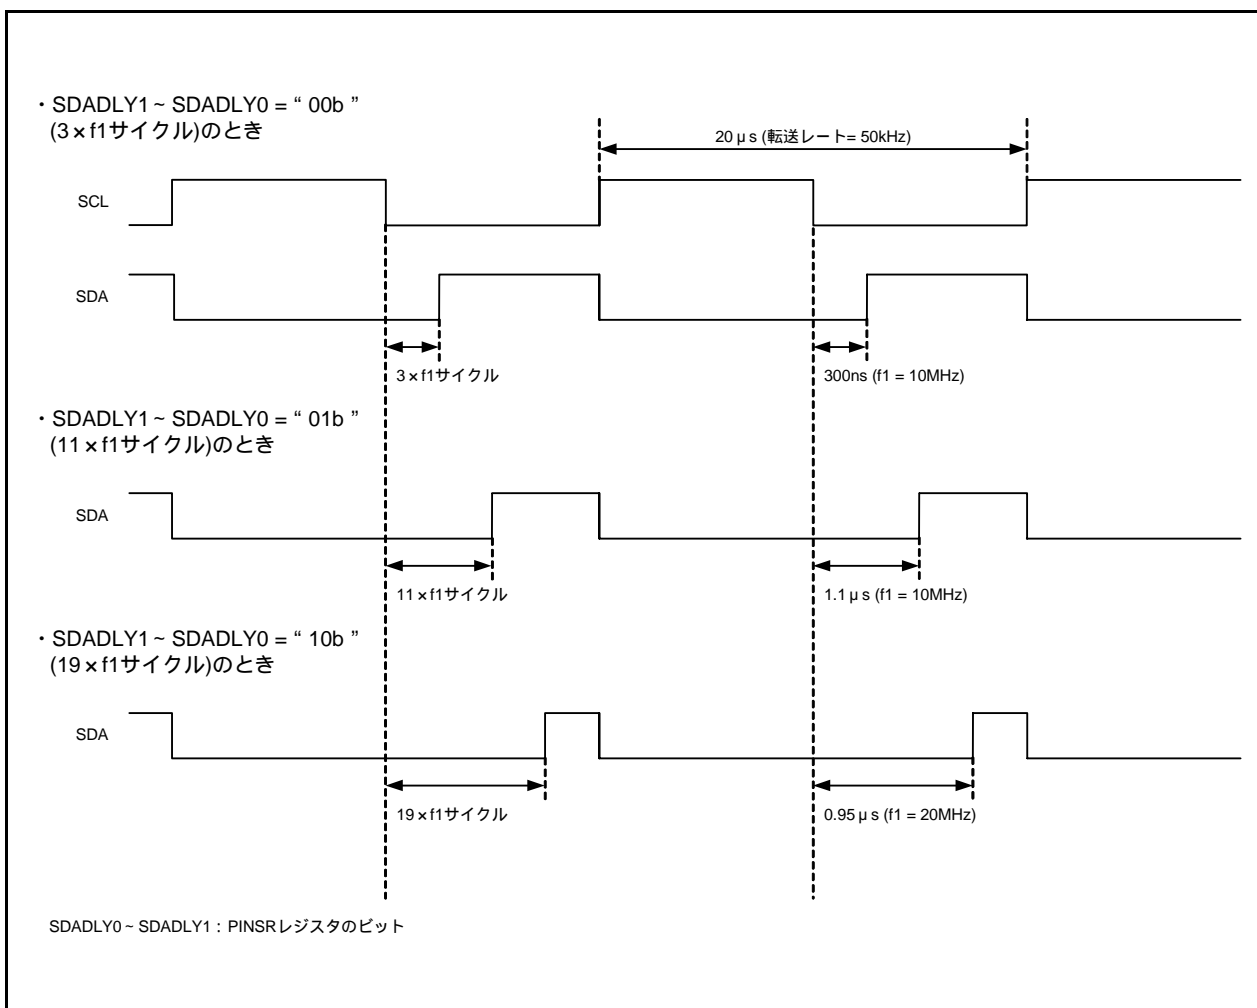 ・SDADLY1 ~ SDADLY0 = “ 00b ”
(3×f1サイクル)のとき
20μs (転送レート= 50kHz)
SCL
SDA
3×f1サイクル
300ns (f1 = 10MHz)
・SDADLY1 ~ SDADLY0 = “ 01b ”
(11×f1サイクル)のとき
SDA
11×f1サイクル
1.1μs (f1 = 10MHz)
・SDADLY1 ~ SDADLY0 = “ 10b ”
(19×f1サイクル)のとき
SDA
19×f1サイクル
0.95μs (f1 = 20MHz)
SDADLY0 ~ SDADLY1 : PINSRレジスタのビット